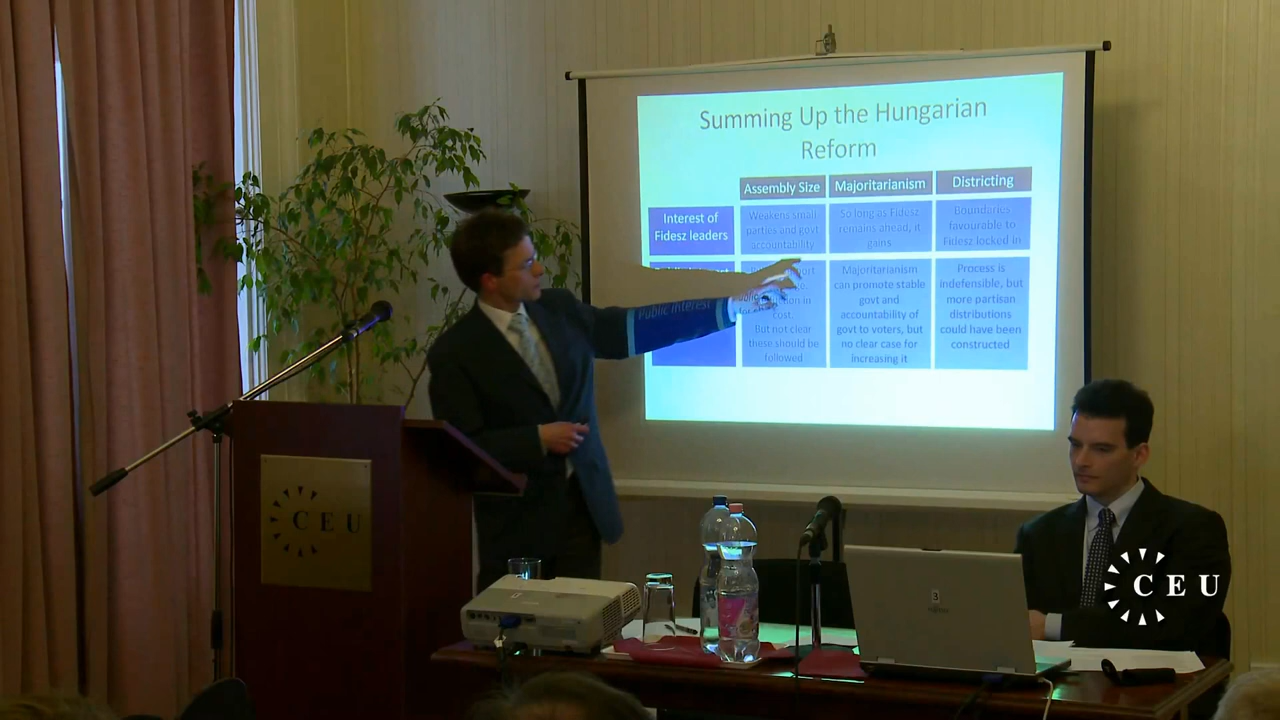 Summing Up the Hungarian
Reform
Assembly Size
Majoritarianism
Districting
Interest of
Fidesz leaders
Weakens small
parties and govt
accountability
So long as Fidesz
remains ahead, it
gains
Boundaries
favourable to
Fidesz locked in
Public Interest
cost.
But not clear
these should be
followed
Majoritarianism
can promote stable
govt and
accountability of
govt to voters, but
no clear case for
increasing it
Process is
indefensible, but
more partisan
distributions
could have been
constructed
CEU
3
CEU